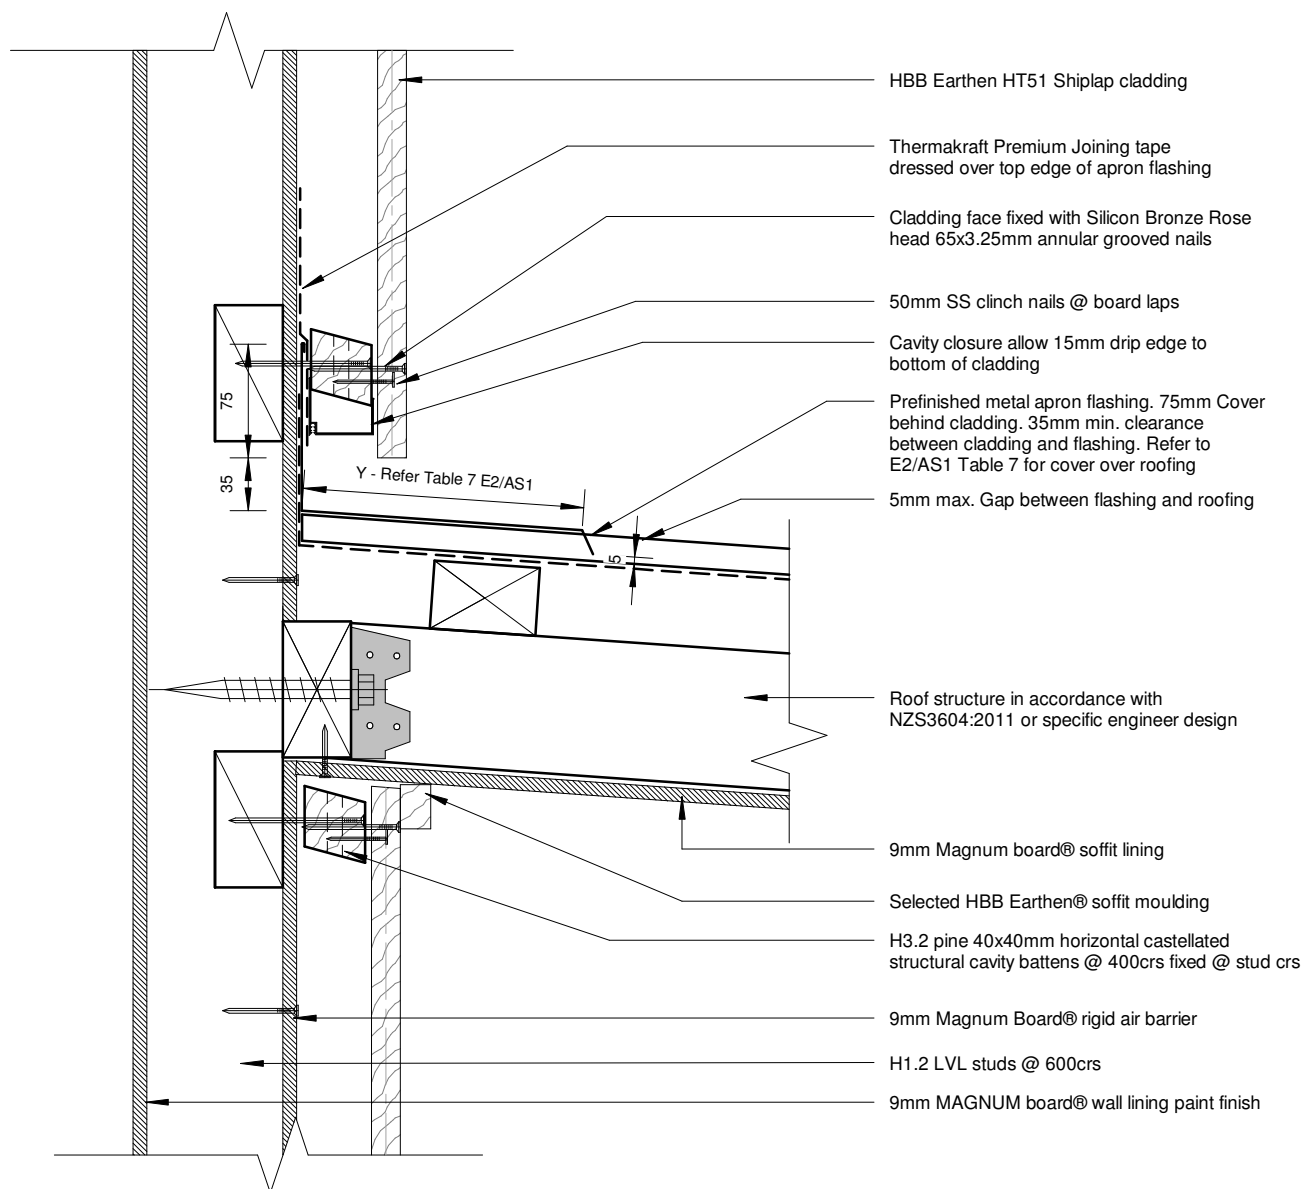 HBB Earthen HT51 Shiplap cladding
Thermakraft Premium Joining tape
dressed over top edge of apron flashing
Cladding face fixed with Silicon Bronze Rose
head 65x3.25mm annular grooved nails
50mm SS clinch nails @ board laps
Cavity closure allow 15mm drip edge to
bottom of cladding
Prefinished metal apron flashing. 75mm Cover
behind cladding. 35mm min. clearance
between cladding and flashing. Refer to
E2/AS1 Table 7 for cover over roofing
5mm max. Gap between flashing and roofing
75
35
Y - Refer Table 7 E2/AS1
5
Roof structure in accordance with
NZS3604:2011 or specific engineer design
9mm Magnum board® soffit lining
Selected HBB Earthen® soffit moulding
H3.2 pine 40x40mm horizontal castellated
structural cavity battens @ 400crs fixed @ stud crs
9mm Magnum Board® rigid air barrier
H1.2 LVL studs @ 600crs
9mm MAGNUM board® wall lining paint finish